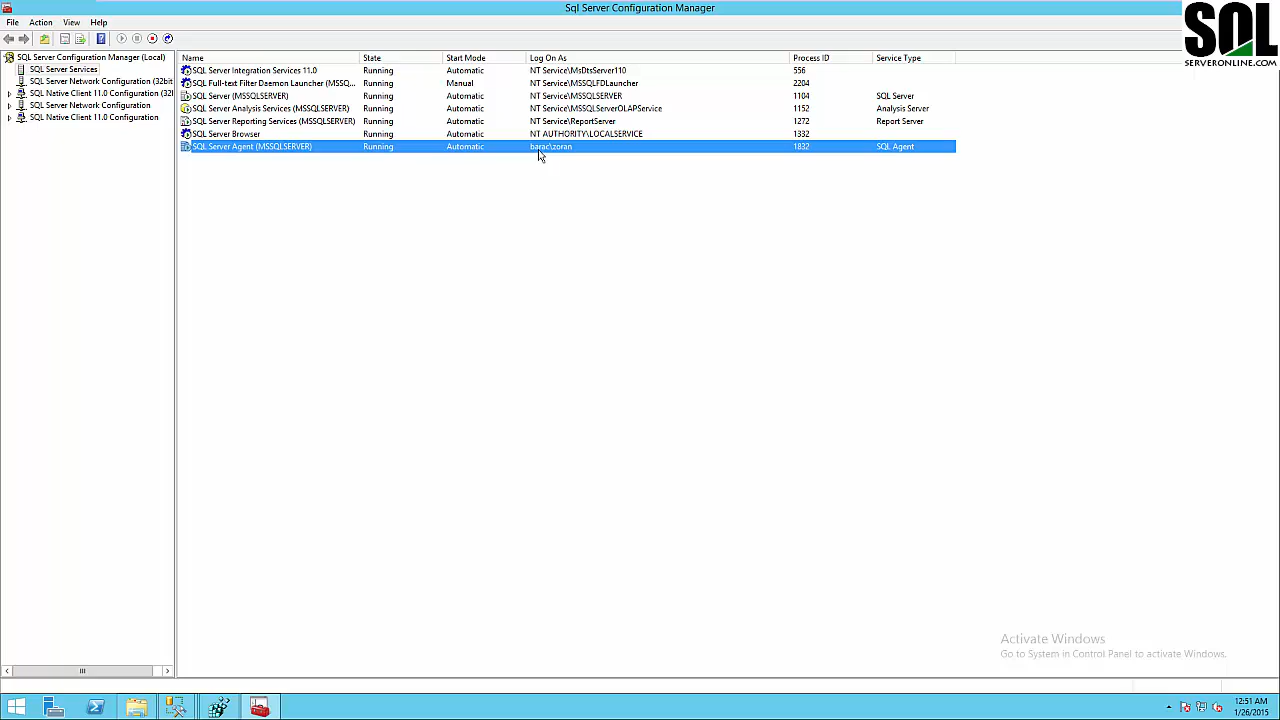 Sql Server Configuration Manager
SQL
SERVERONLINE.COM
File Action View Help
SQL Server Configuration Manager (Local)
SQL Server Services
SQL Server Network Configuration (32bit
SQL Native Client 11.0 Configuration (32l
SQL Server Network Configuration
SQL Native Client 11.0 Configuration
Name State Start Mode Log On As Process ID Service Type
SQL Server Integration Services 11.0 Running Automatic NT Service\MsDtsServer110 556
SQL Full-text Filter Daemon Launcher (MSSQ... Running Manual NT Service\MSSQLFDLauncher 2204
SQL Server (MSSQLSERVER) Running Automatic NT Service\MSSQLSERVER 1104 SQL Server
SQL Server Analysis Services (MSSQLSERVER) Running Automatic NT Service\MSSQLServerOLAPService 1152 Analysis Server
SQL Server Reporting Services (MSSQLSERVER) Running Automatic NT Service\ReportServer 1272 Report Server
SQL Server Browser Running Automatic NT AUTHORITY\LOCALSERVICE 1332
SQL Server Agent (MSSQLSERVER) Running Automatic barac\zoran 1832 SQL Agent
Activate Windows
Go to System in Control Panel to activate Windows.
12:51 AM
1/26/2015